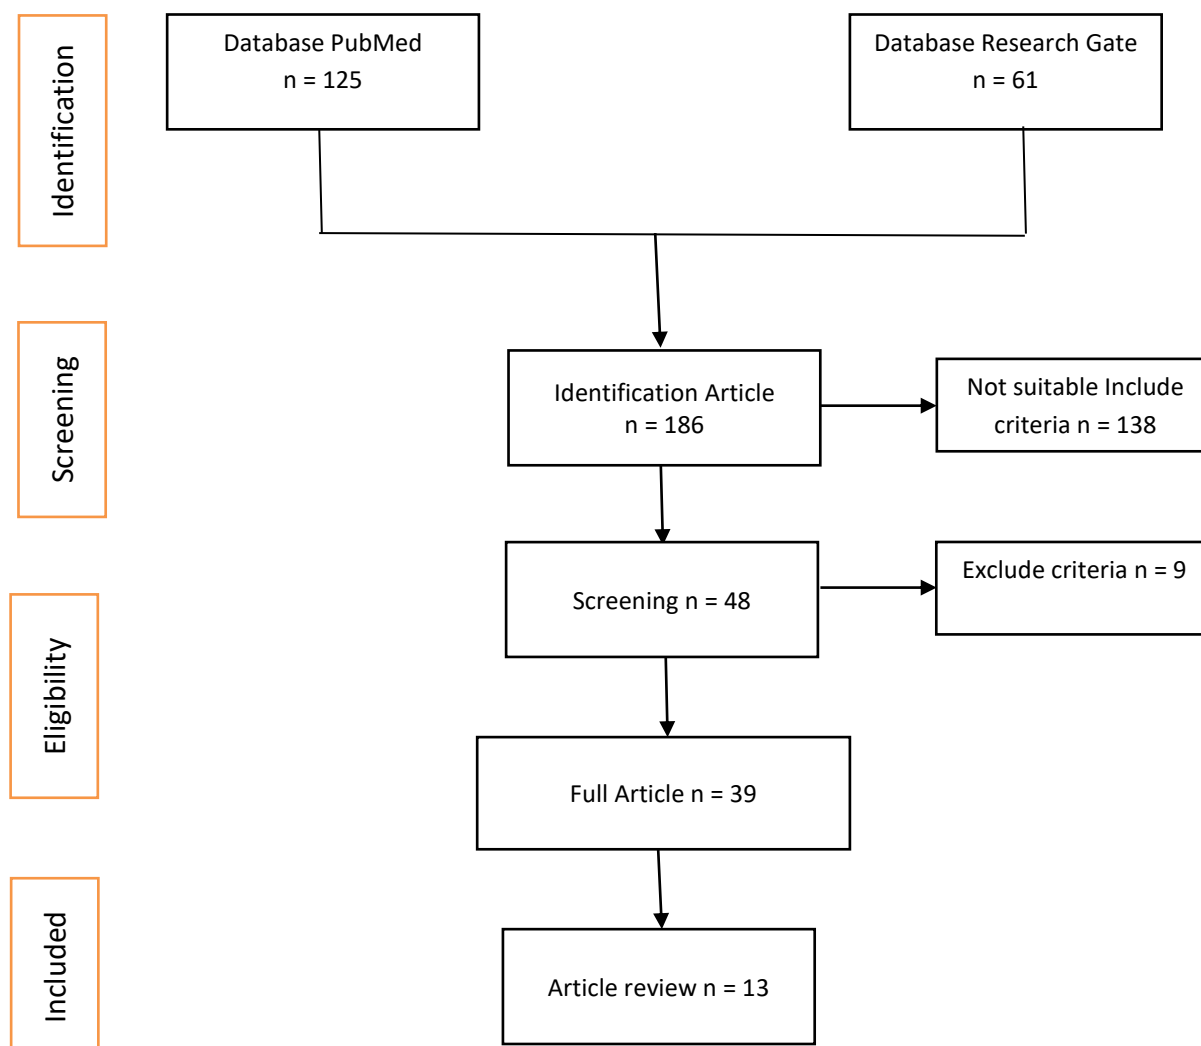 Identification
Database PubMed
n = 125
Database Research Gate
n = 61
Screening
Identification Article
n = 186
Not suitable Include
criteria n = 138
Screening n = 48
Exclude criteria n = 9
Eligibility
Full Article n = 39
Included
Article review n = 13